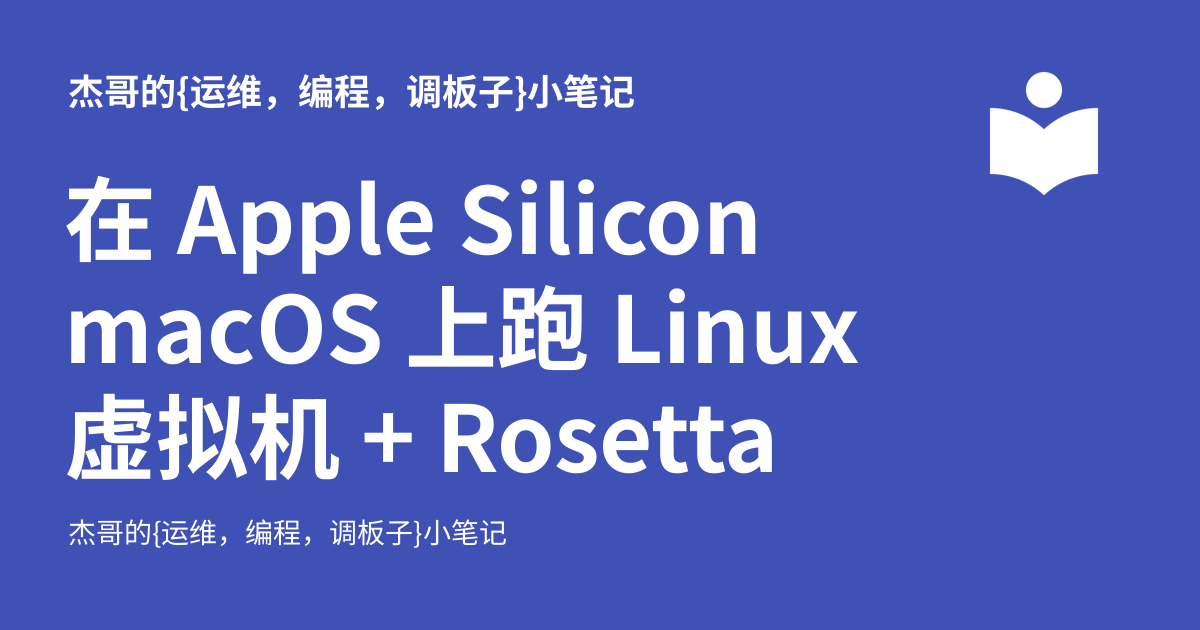 杰哥的{运维，编程，调板子}小笔记
在 Apple Silicon
macOS 上跑 Linux
虚拟机 + Rosetta
杰哥的{运维，编程，调板子}小笔记